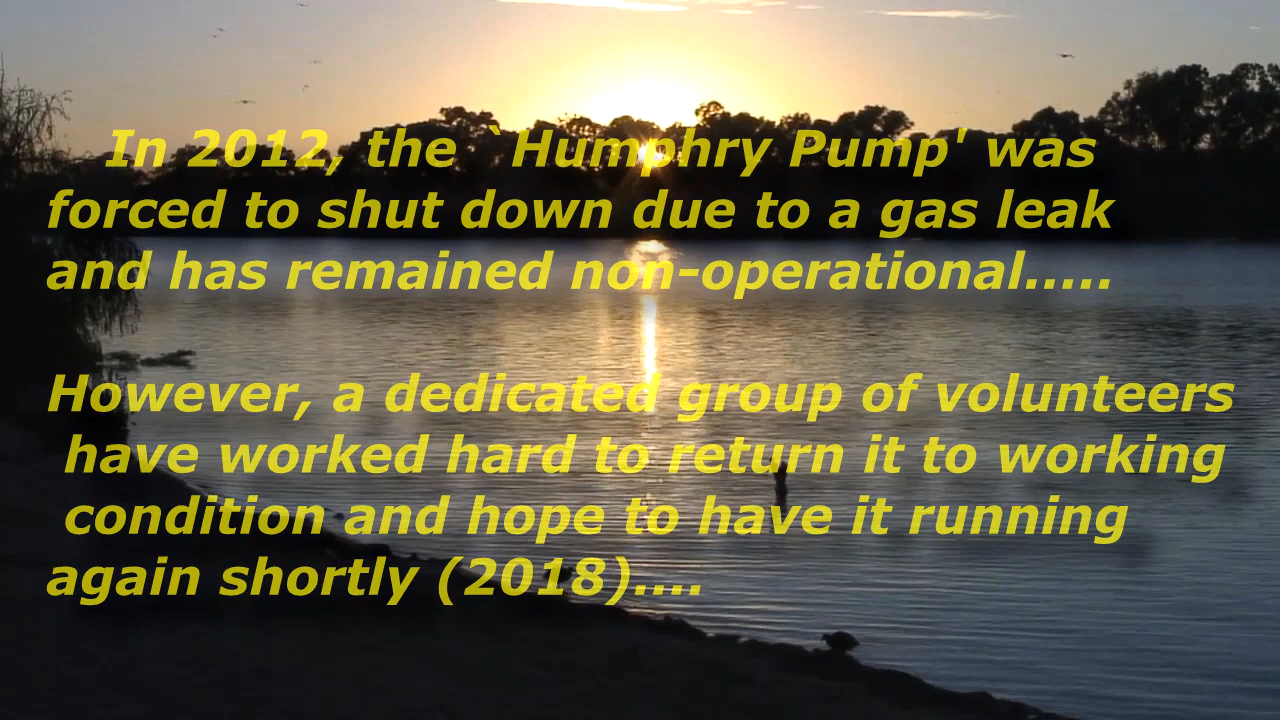 In 2012, the `Humphry Pump' was
forced to shut down due to a gas leak
and has remained non-operational.....
However, a dedicated group of volunteers
have worked hard to return it to working
condition and hope to have it running
again shortly (2018)....